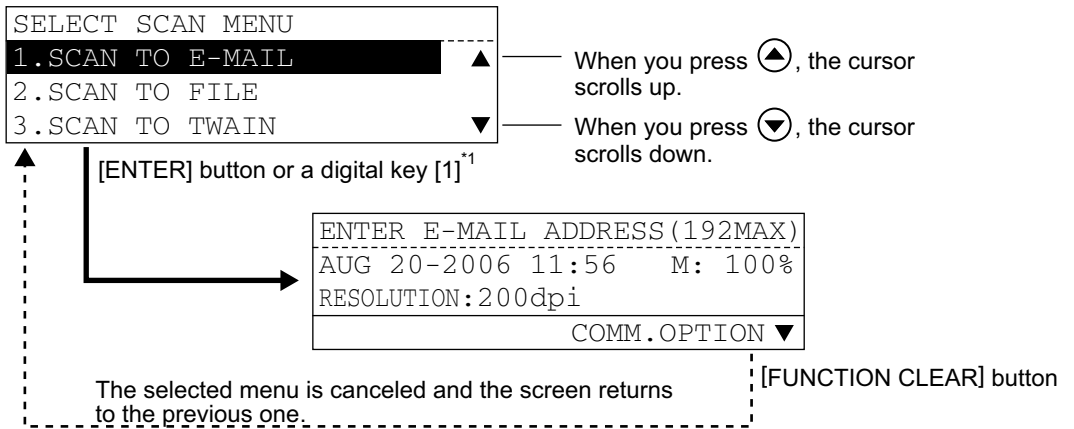 SELECT SCAN MENU
1.SCAN TO E-MAIL ▲
2.SCAN TO FILE
3.SCAN TO TWAIN ▼
When you press ▲, the cursor
scrolls up.
When you press ▼, the cursor
scrolls down.
[ENTER] button or a digital key [1]*1
ENTER E-MAIL ADDRESS(192MAX)
AUG 20-2006 11:56 M: 100%
RESOLUTION:200dpi
COMM.OPTION ▼
[FUNCTION CLEAR] button
The selected menu is canceled and the screen returns
to the previous one.